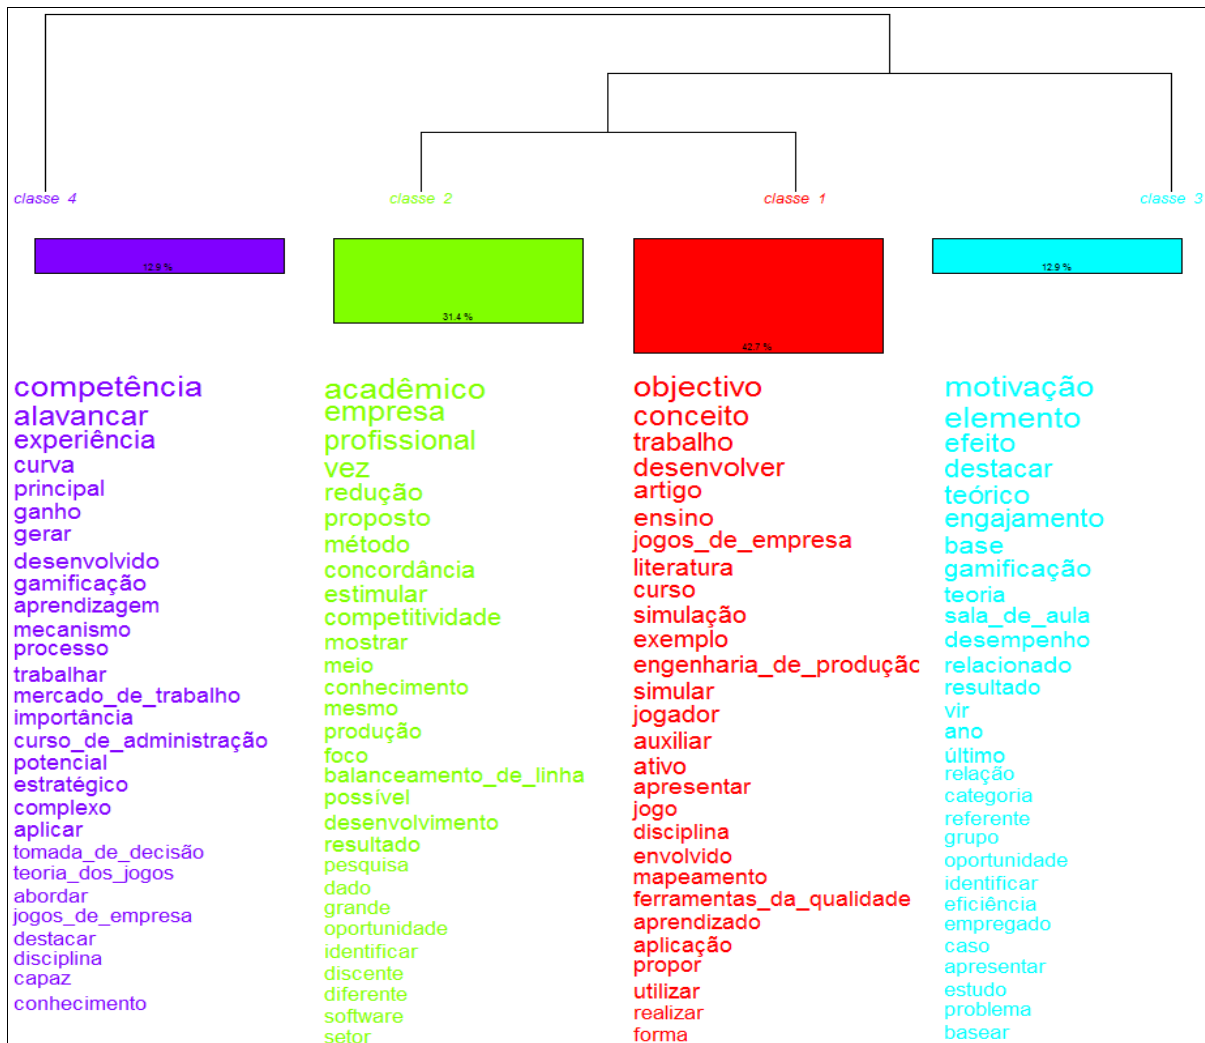 classe 4
classe 2
classe 1
classe 3
12.9 %
31.4 %
42.7 %
12.9 %
competência
alavancar
experiência
curva
principal
ganho
gerar
desenvolvido
gamificação
aprendizagem
mecanismo
processo
trabalhar
mercado_de_trabalho
importância
curso_de_administração
potencial
estratégico
complexo
aplicar
tomada_de_decisão
teoria_dos_jogos
abordar
jogos_de_empresa
destacar
disciplina
capaz
conhecimento
acadêmico
empresa
profissional
vez
redução
proposto
método
concordância
estimular
competitividade
mostrar
meio
conhecimento
mesmo
produção
foco
balanceamento_de_linha
possível
desenvolvimento
resultado
pesquisa
dado
grande
oportunidade
identificar
discente
diferente
software
setor
objectivo
conceito
trabalho
desenvolver
artigo
ensino
jogos_de_empresa
literatura
curso
simulação
exemplo
engenharia_de_produção
simular
jogador
auxiliar
ativo
apresentar
jogo
disciplina
envolvido
mapeamento
ferramentas_da_qualidade
aprendizado
aplicação
propor
utilizar
realizar
forma
motivação
elemento
efeito
destacar
teórico
engajamento
base
gamificação
teoria
sala_de_aula
desempenho
relacionado
resultado
vir
ano
último
relação
categoria
referente
grupo
oportunidade
identificar
eficiência
empregado
caso
apresentar
estudo
problema
basear